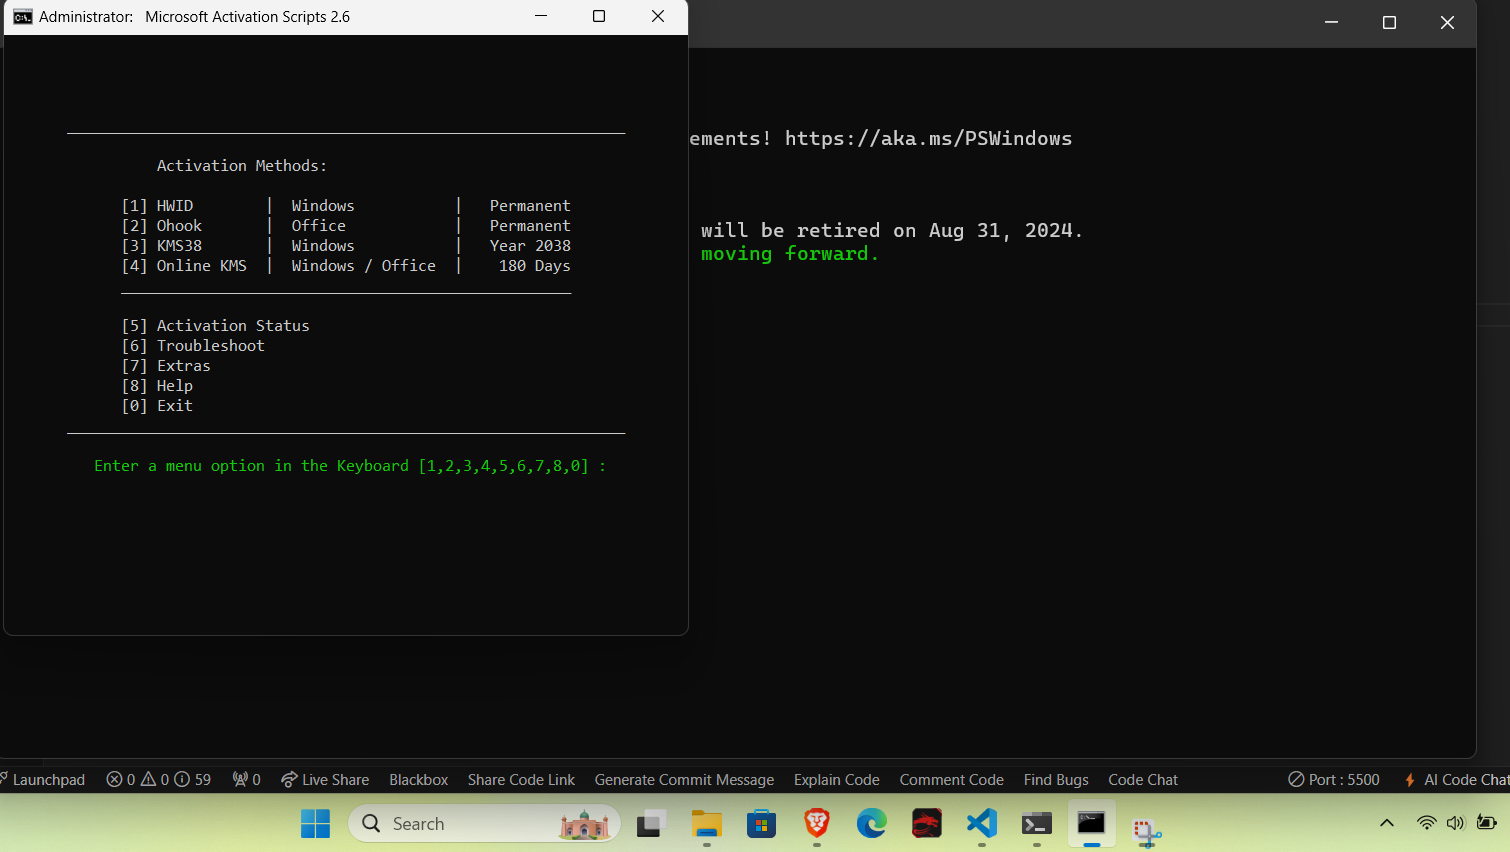 Administrator:  Microsoft Activation Scripts 2.6
ements! https://aka.ms/PSWindows
will be retired on Aug 31, 2024.
moving forward.
Activation Methods:
[1] HWID | Windows | Permanent
[2] Ohook | Office | Permanent
[3] KMS38 | Windows | Year 2038
[4] Online KMS | Windows / Office | 180 Days
[5] Activation Status
[6] Troubleshoot
[7] Extras
[8] Help
[0] Exit
Enter a menu option in the Keyboard [1,2,3,4,5,6,7,8,0] :
Launchpad 0 0 59 0 Live Share Blackbox Share Code Link Generate Commit Message Explain Code Comment Code Find Bugs Code Chat Port : 5500 AI Code Chat
Search